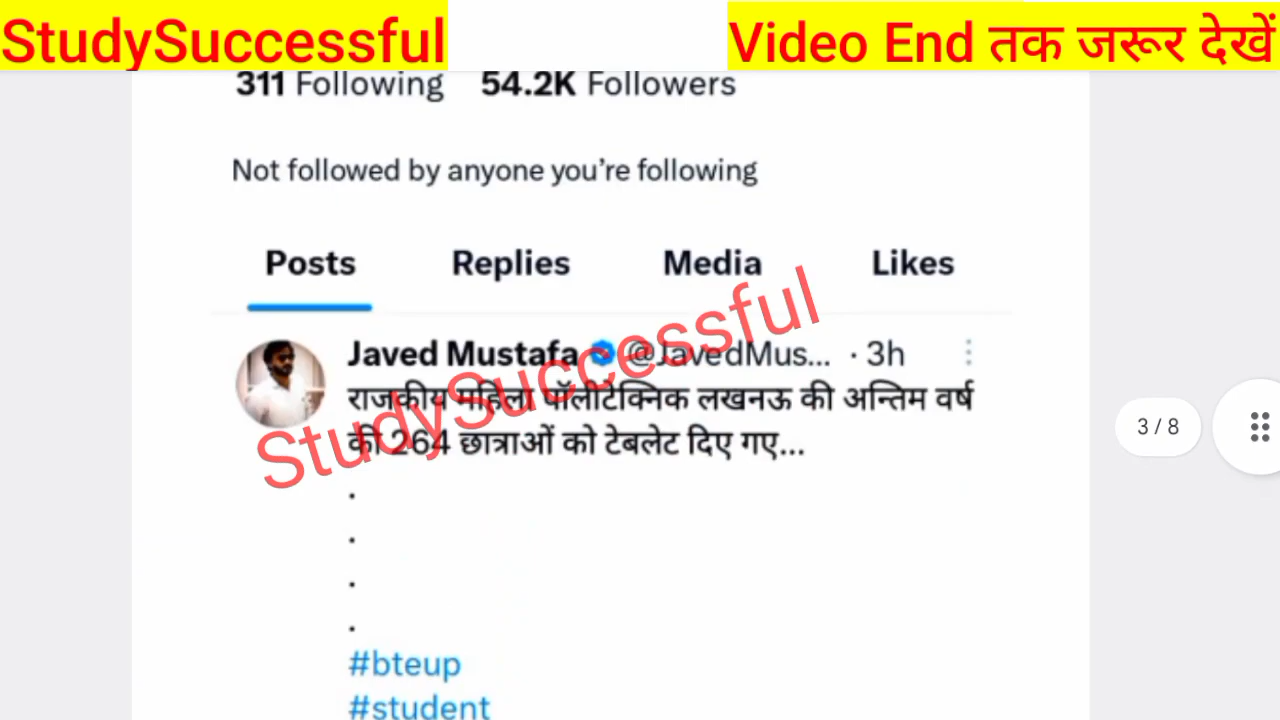 StudySuccessful
Video End तक जरूर देखें
311 Following 54.2K Followers
Not followed by anyone you’re following
Posts Replies Media Likes
Javed Mustafa @JavedMus... · 3h
राजकीय महिला पॉलीटेक्निक लखनऊ की अन्तिम वर्ष
की 264 छात्राओं को टेबलेट दिए गए...
.
.
.
.
#bteup
#student
StudySuccessful
3 / 8